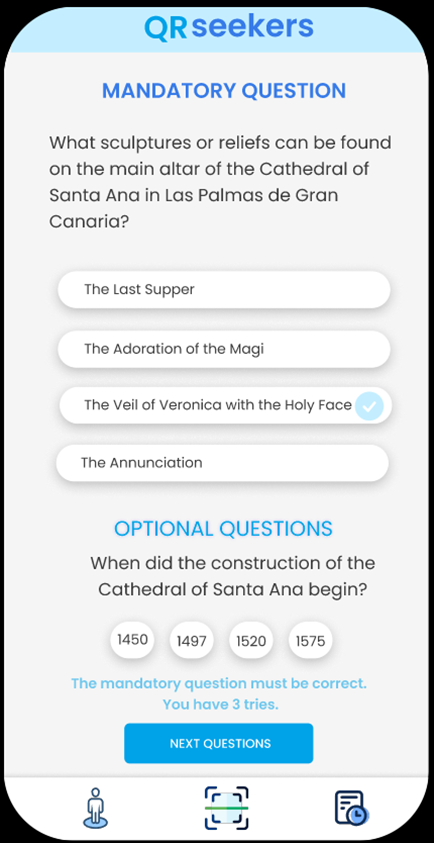 QR seekers
MANDATORY QUESTION
What sculptures or reliefs can be found
on the main altar of the Cathedral of
Santa Ana in Las Palmas de Gran
Canaria?
The Last Supper
The Adoration of the Magi
The Veil of Veronica with the Holy Face
The Annunciation
OPTIONAL QUESTIONS
When did the construction of the
Cathedral of Santa Ana begin?
1450 1497 1520 1575
The mandatory question must be correct.
You have 3 tries.
NEXT QUESTIONS